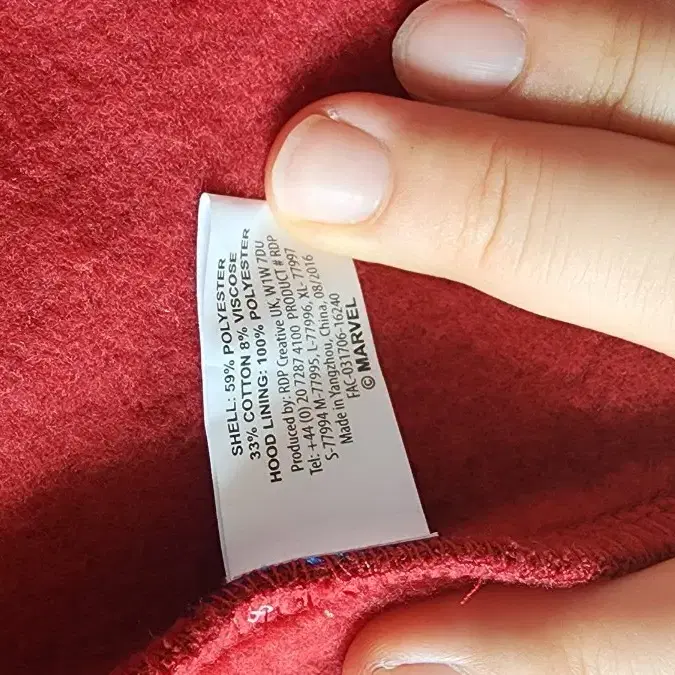 SHELL: 59% POLYESTER
33% COTTON 8% VISCOSE
HOOD LINING: 100% POLYESTER
Produced by: RDP Creative UK, W1W 7DU
Tel: +44 (0) 20 7287 4100 PRODUCT # RDP
S-77994 M-77995, L-77996, XL-77997
Made in Yangzhou, China, 08/2016
FAC-031706-16240
© MARVEL